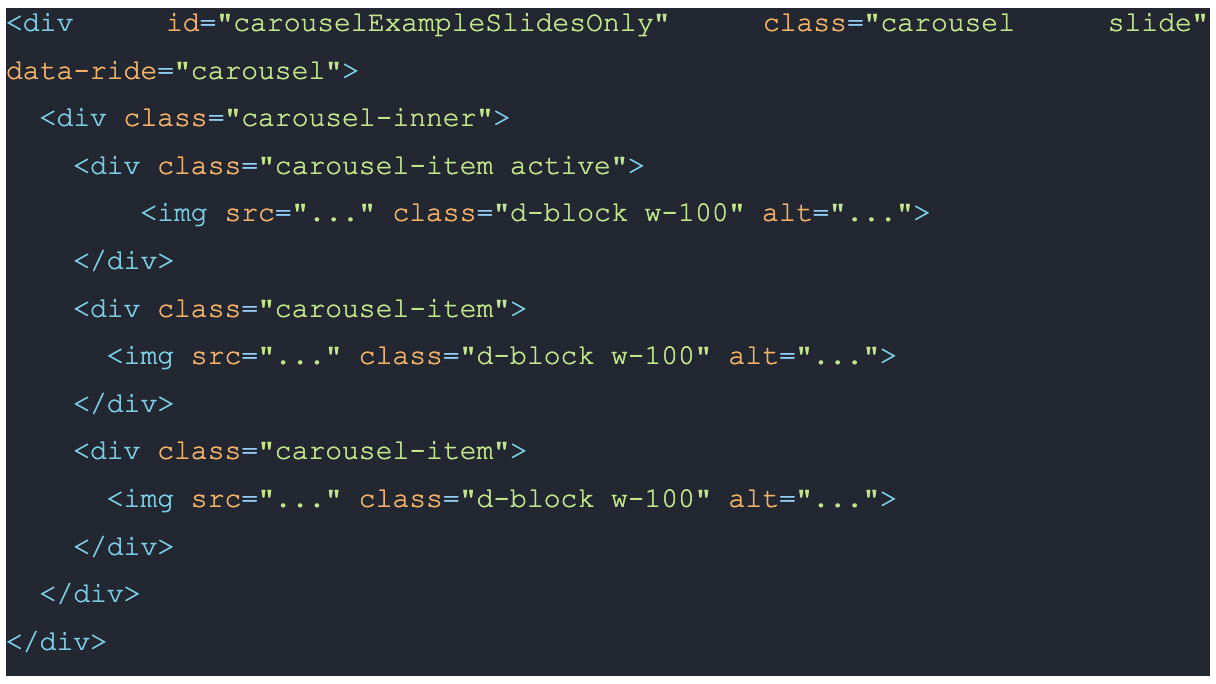 <div id="carouselExampleSlidesOnly" class="carousel slide"
data-ride="carousel">
  <div class="carousel-inner">
    <div class="carousel-item active">
        <img src="..." class="d-block w-100" alt="...">
    </div>
    <div class="carousel-item">
      <img src="..." class="d-block w-100" alt="...">
    </div>
    <div class="carousel-item">
      <img src="..." class="d-block w-100" alt="...">
    </div>
  </div>
</div>